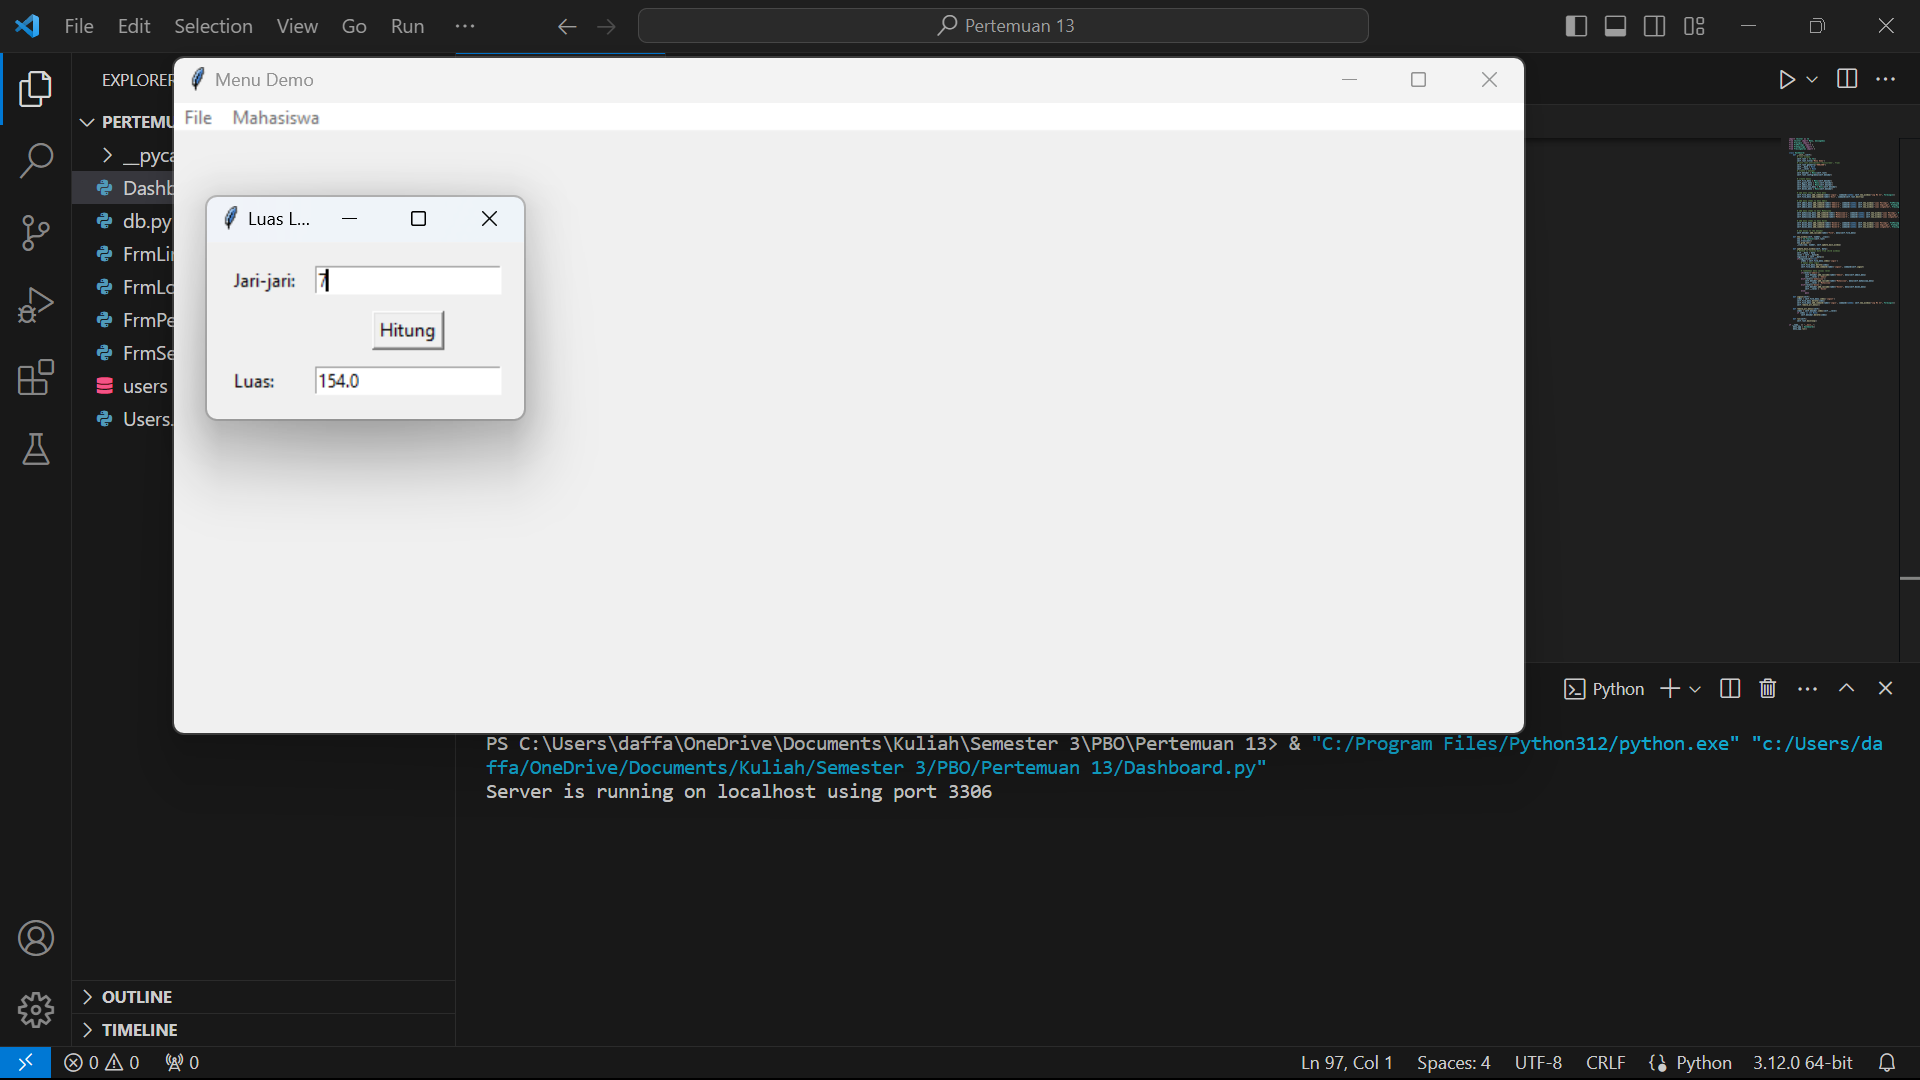 File Edit Selection View Go Run ···
Pertemuan 13
EXPLORER
Menu Demo
File Mahasiswa
PERTEMU
__pyca
Dashb
db.py
FrmLi
FrmLo
FrmPe
FrmSe
users
Users.
Luas L...
Jari-jari: 7
Hitung
Luas: 154.0
Python
PS C:\Users\daffa\OneDrive\Documents\Kuliah\Semester 3\PBO\Pertemuan 13> & "C:/Program Files/Python312/python.exe" "c:/Users/da
ffa/OneDrive/Documents/Kuliah/Semester 3/PBO/Pertemuan 13/Dashboard.py"
Server is running on localhost using port 3306
OUTLINE
TIMELINE
0 0 0
Ln 97, Col 1 Spaces: 4 UTF-8 CRLF Python 3.12.0 64-bit